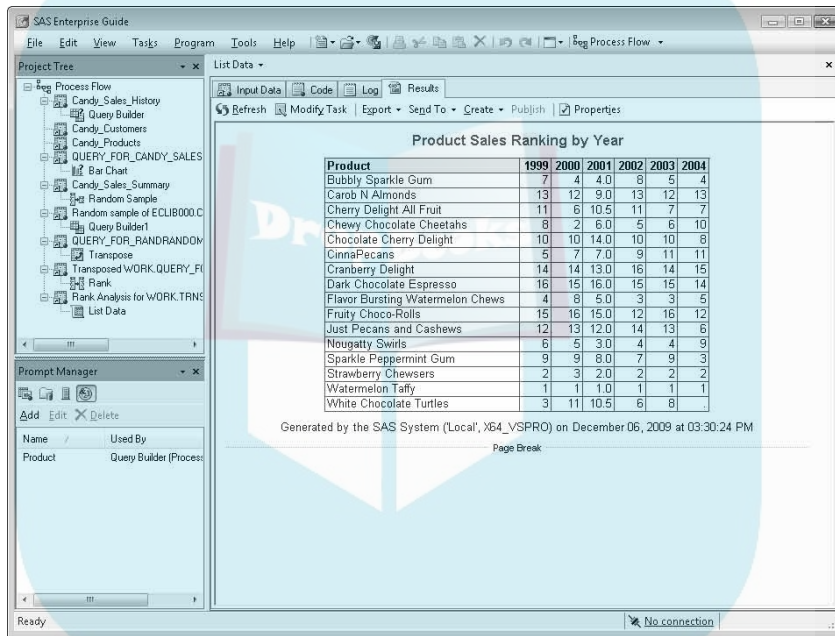 SAS Enterprise Guide
File Edit View Tasks Program Tools Help Process Flow
Project Tree
Process Flow
Candy_Sales_History
Query Builder
Candy_Customers
Candy_Products
QUERY_FOR_CANDY_SALES
Bar Chart
Candy_Sales_Summary
Random Sample
Random sample of ECLIB000.C
Query Builder1
QUERY_FOR_RANDRANDOM
Transpose
Transposed WORK.QUERY_F
Rank
Rank Analysis for WORK.TRNS
List Data
Prompt Manager
Add Edit Delete
Name Used By
Product Query Builder (Process
List Data
Input Data Code Log Results
Refresh Modify Task Export Send To Create Publish Properties
Product Sales Ranking by Year
Product 1999 2000 2001 2002 2003 2004
Bubbly Sparkle Gum 7 4 4.0 8 5 4
Carob N Almonds 13 12 9.0 13 12 13
Cherry Delight All Fruit 11 6 10.5 11 7 7
Chewy Chocolate Cheetahs 8 2 6.0 5 6 10
Chocolate Cherry Delight 10 10 14.0 10 10 8
CinnaPecans 5 7 7.0 9 11 11
Cranberry Delight 14 14 13.0 16 14 15
Dark Chocolate Espresso 16 15 16.0 15 15 14
Flavor Bursting Watermelon Chews 4 8 5.0 3 3 5
Fruity Choco-Rolls 15 16 15.0 12 16 12
Just Pecans and Cashews 12 13 12.0 14 13 6
Nougatty Swirls 6 5 3.0 4 4 9
Sparkle Peppermint Gum 9 9 8.0 7 9 3
Strawberry Chewsers 2 3 2.0 2 2 2
Watermelon Taffy 1 1 1.0 1 1 1
White Chocolate Turtles 3 11 10.5 6 8 .
Generated by the SAS System ('Local', X64_VSPRO) on December 06, 2009 at 03:30:24 PM
Page Break
Ready
No connection